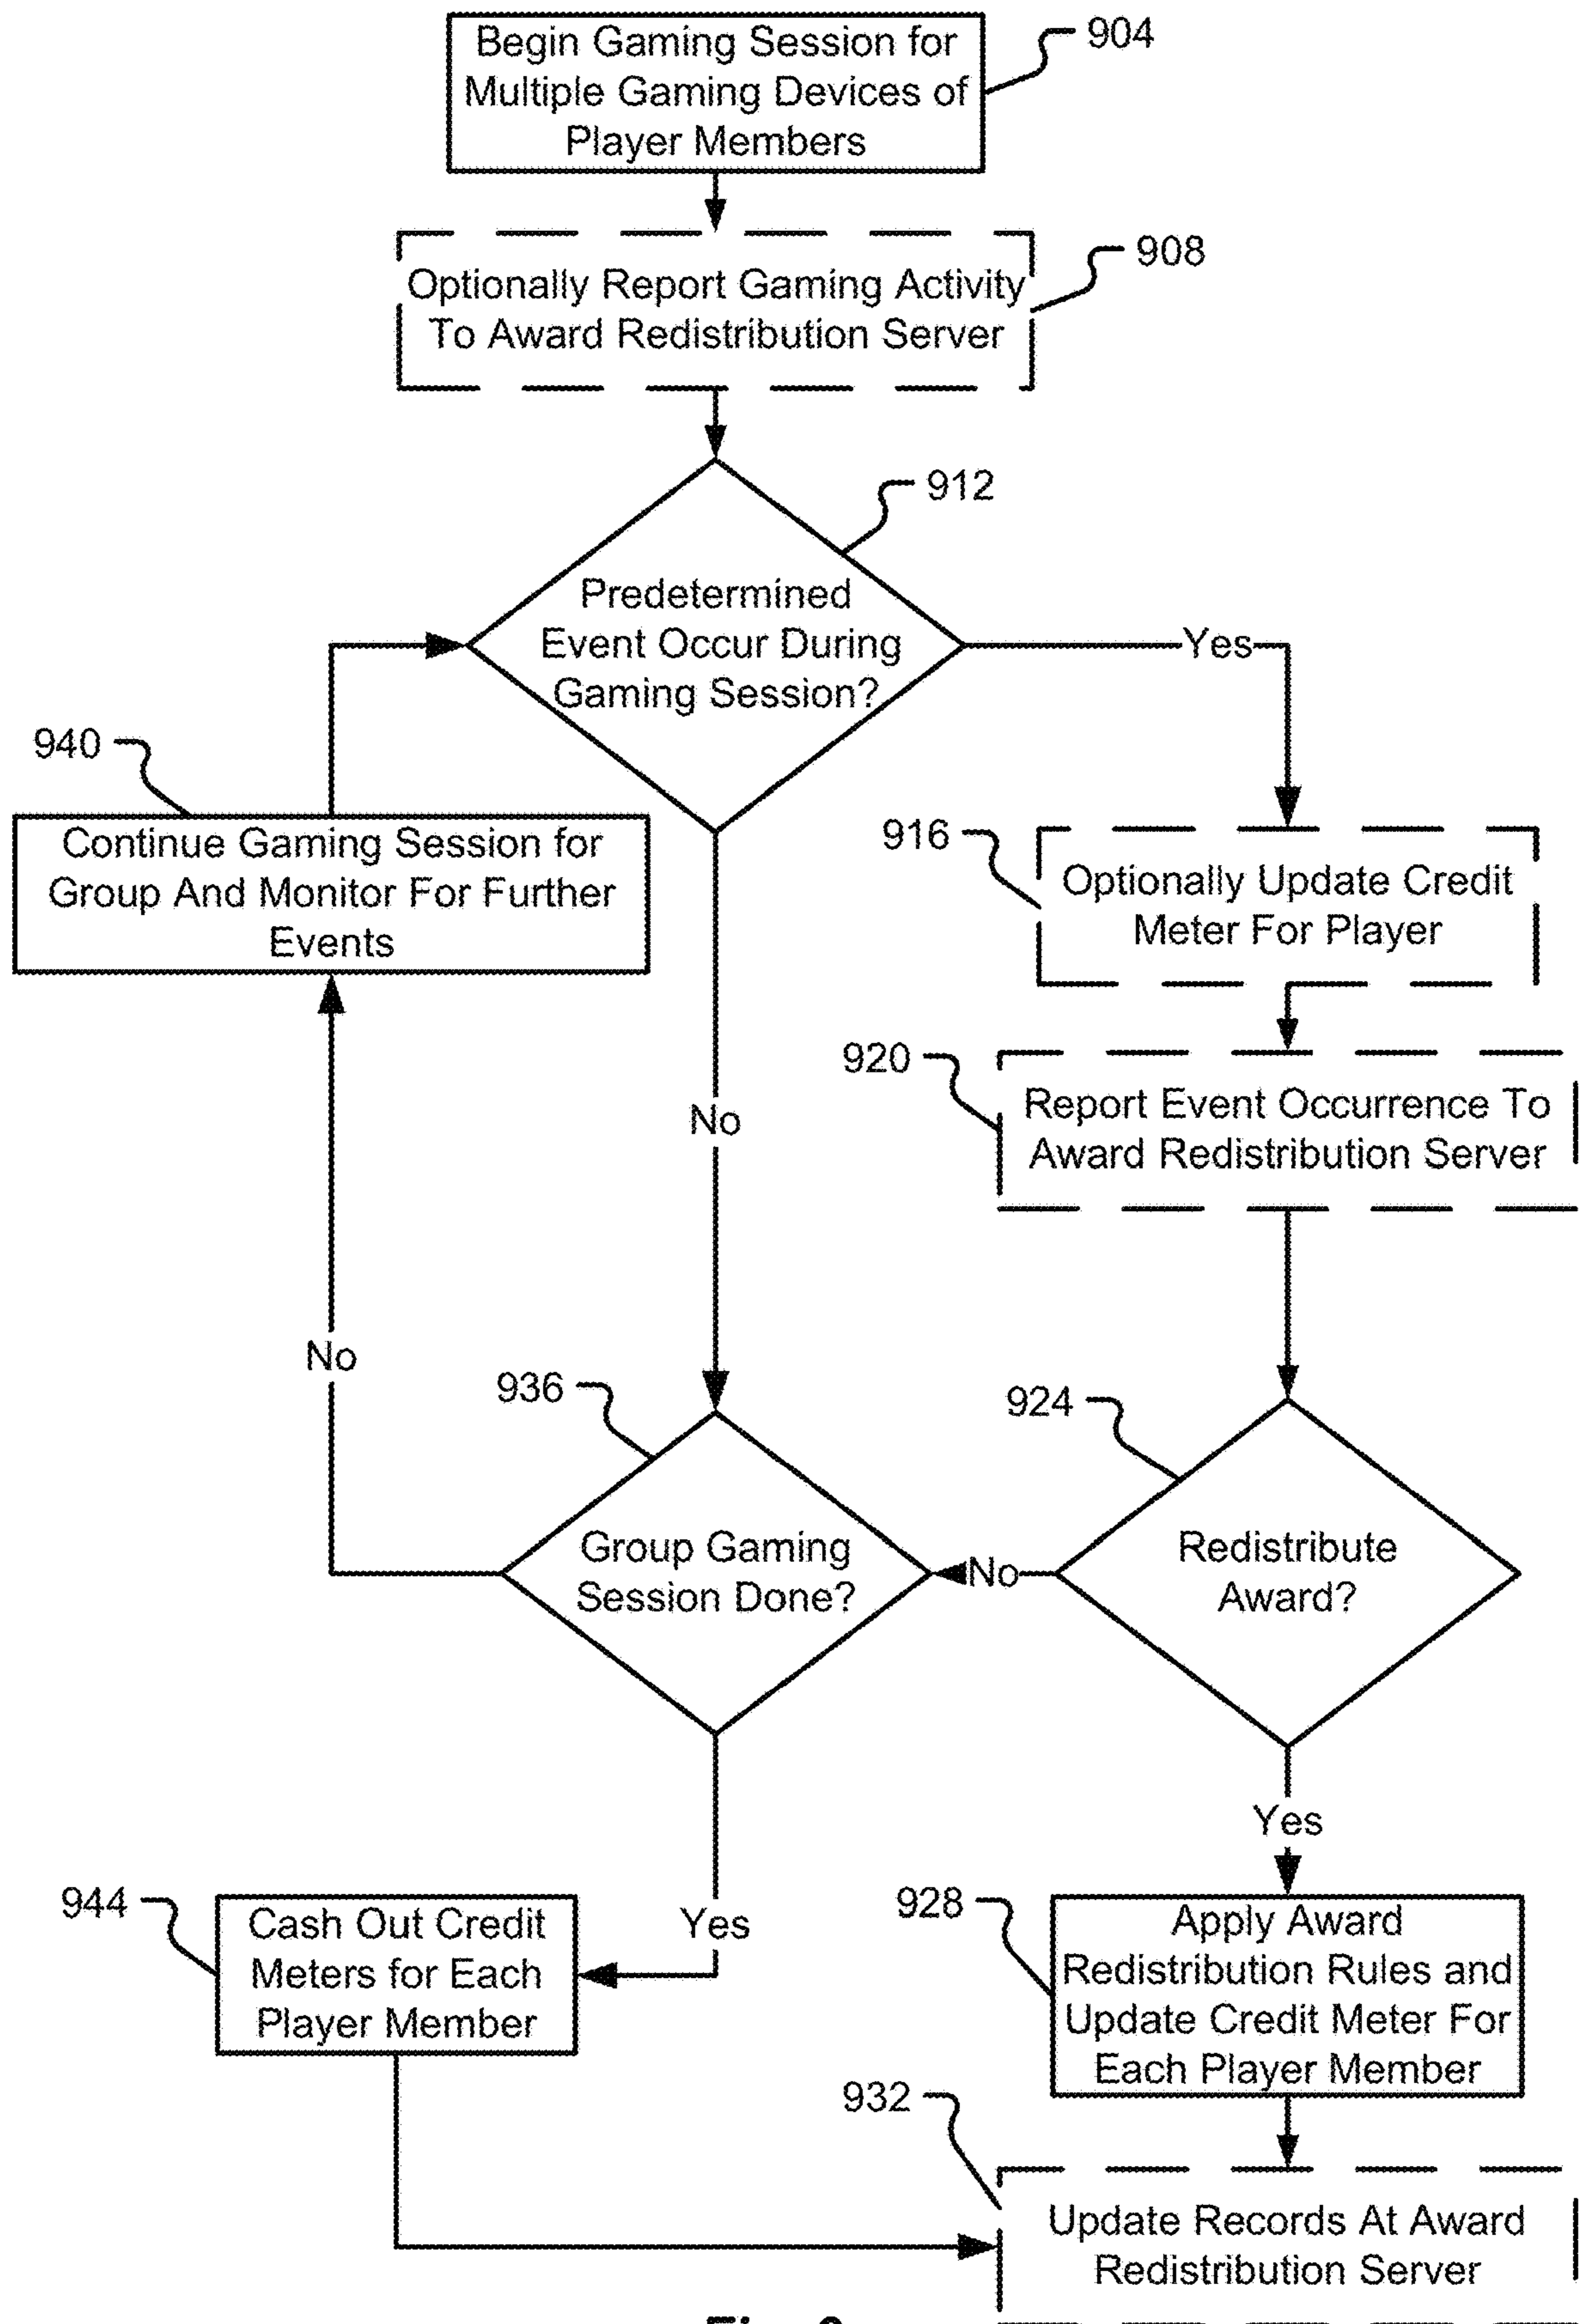 Begin Gaming Session for
Multiple Gaming Devices of
Player Members
904
Optionally Report Gaming Activity
To Award Redistribution Server
908
912
Predetermined
Event Occur During
Gaming Session?
Yes
940
Continue Gaming Session for
Group And Monitor For Further
Events
916
Optionally Update Credit
Meter For Player
920
Report Event Occurrence To
Award Redistribution Server
No
No
936
924
Group Gaming
Session Done?
No
Redistribute
Award?
Yes
944
Cash Out Credit
Meters for Each
Player Member
Yes
928
Apply Award
Redistribution Rules and
Update Credit Meter For
Each Player Member
932
Update Records At Award
Redistribution Server